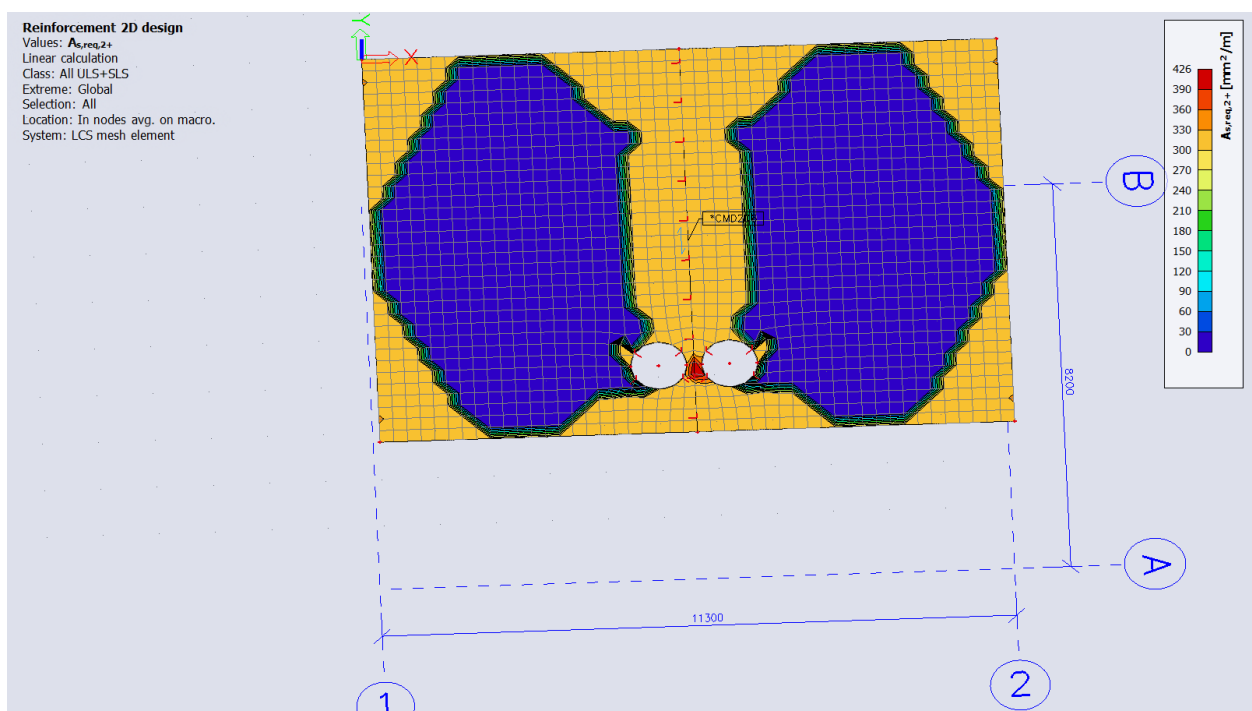 Reinforcement 2D design
Values: As,req,2+
Linear calculation
Class: All ULS+SLS
Extreme: Global
Selection: All
Location: In nodes avg. on macro.
System: LCS mesh element
Y
X
426
390
360
330
300
270
240
210
180
150
120
90
60
30
0
As,req,2+ [mm²/m]
B
8200
A
11300
1
2